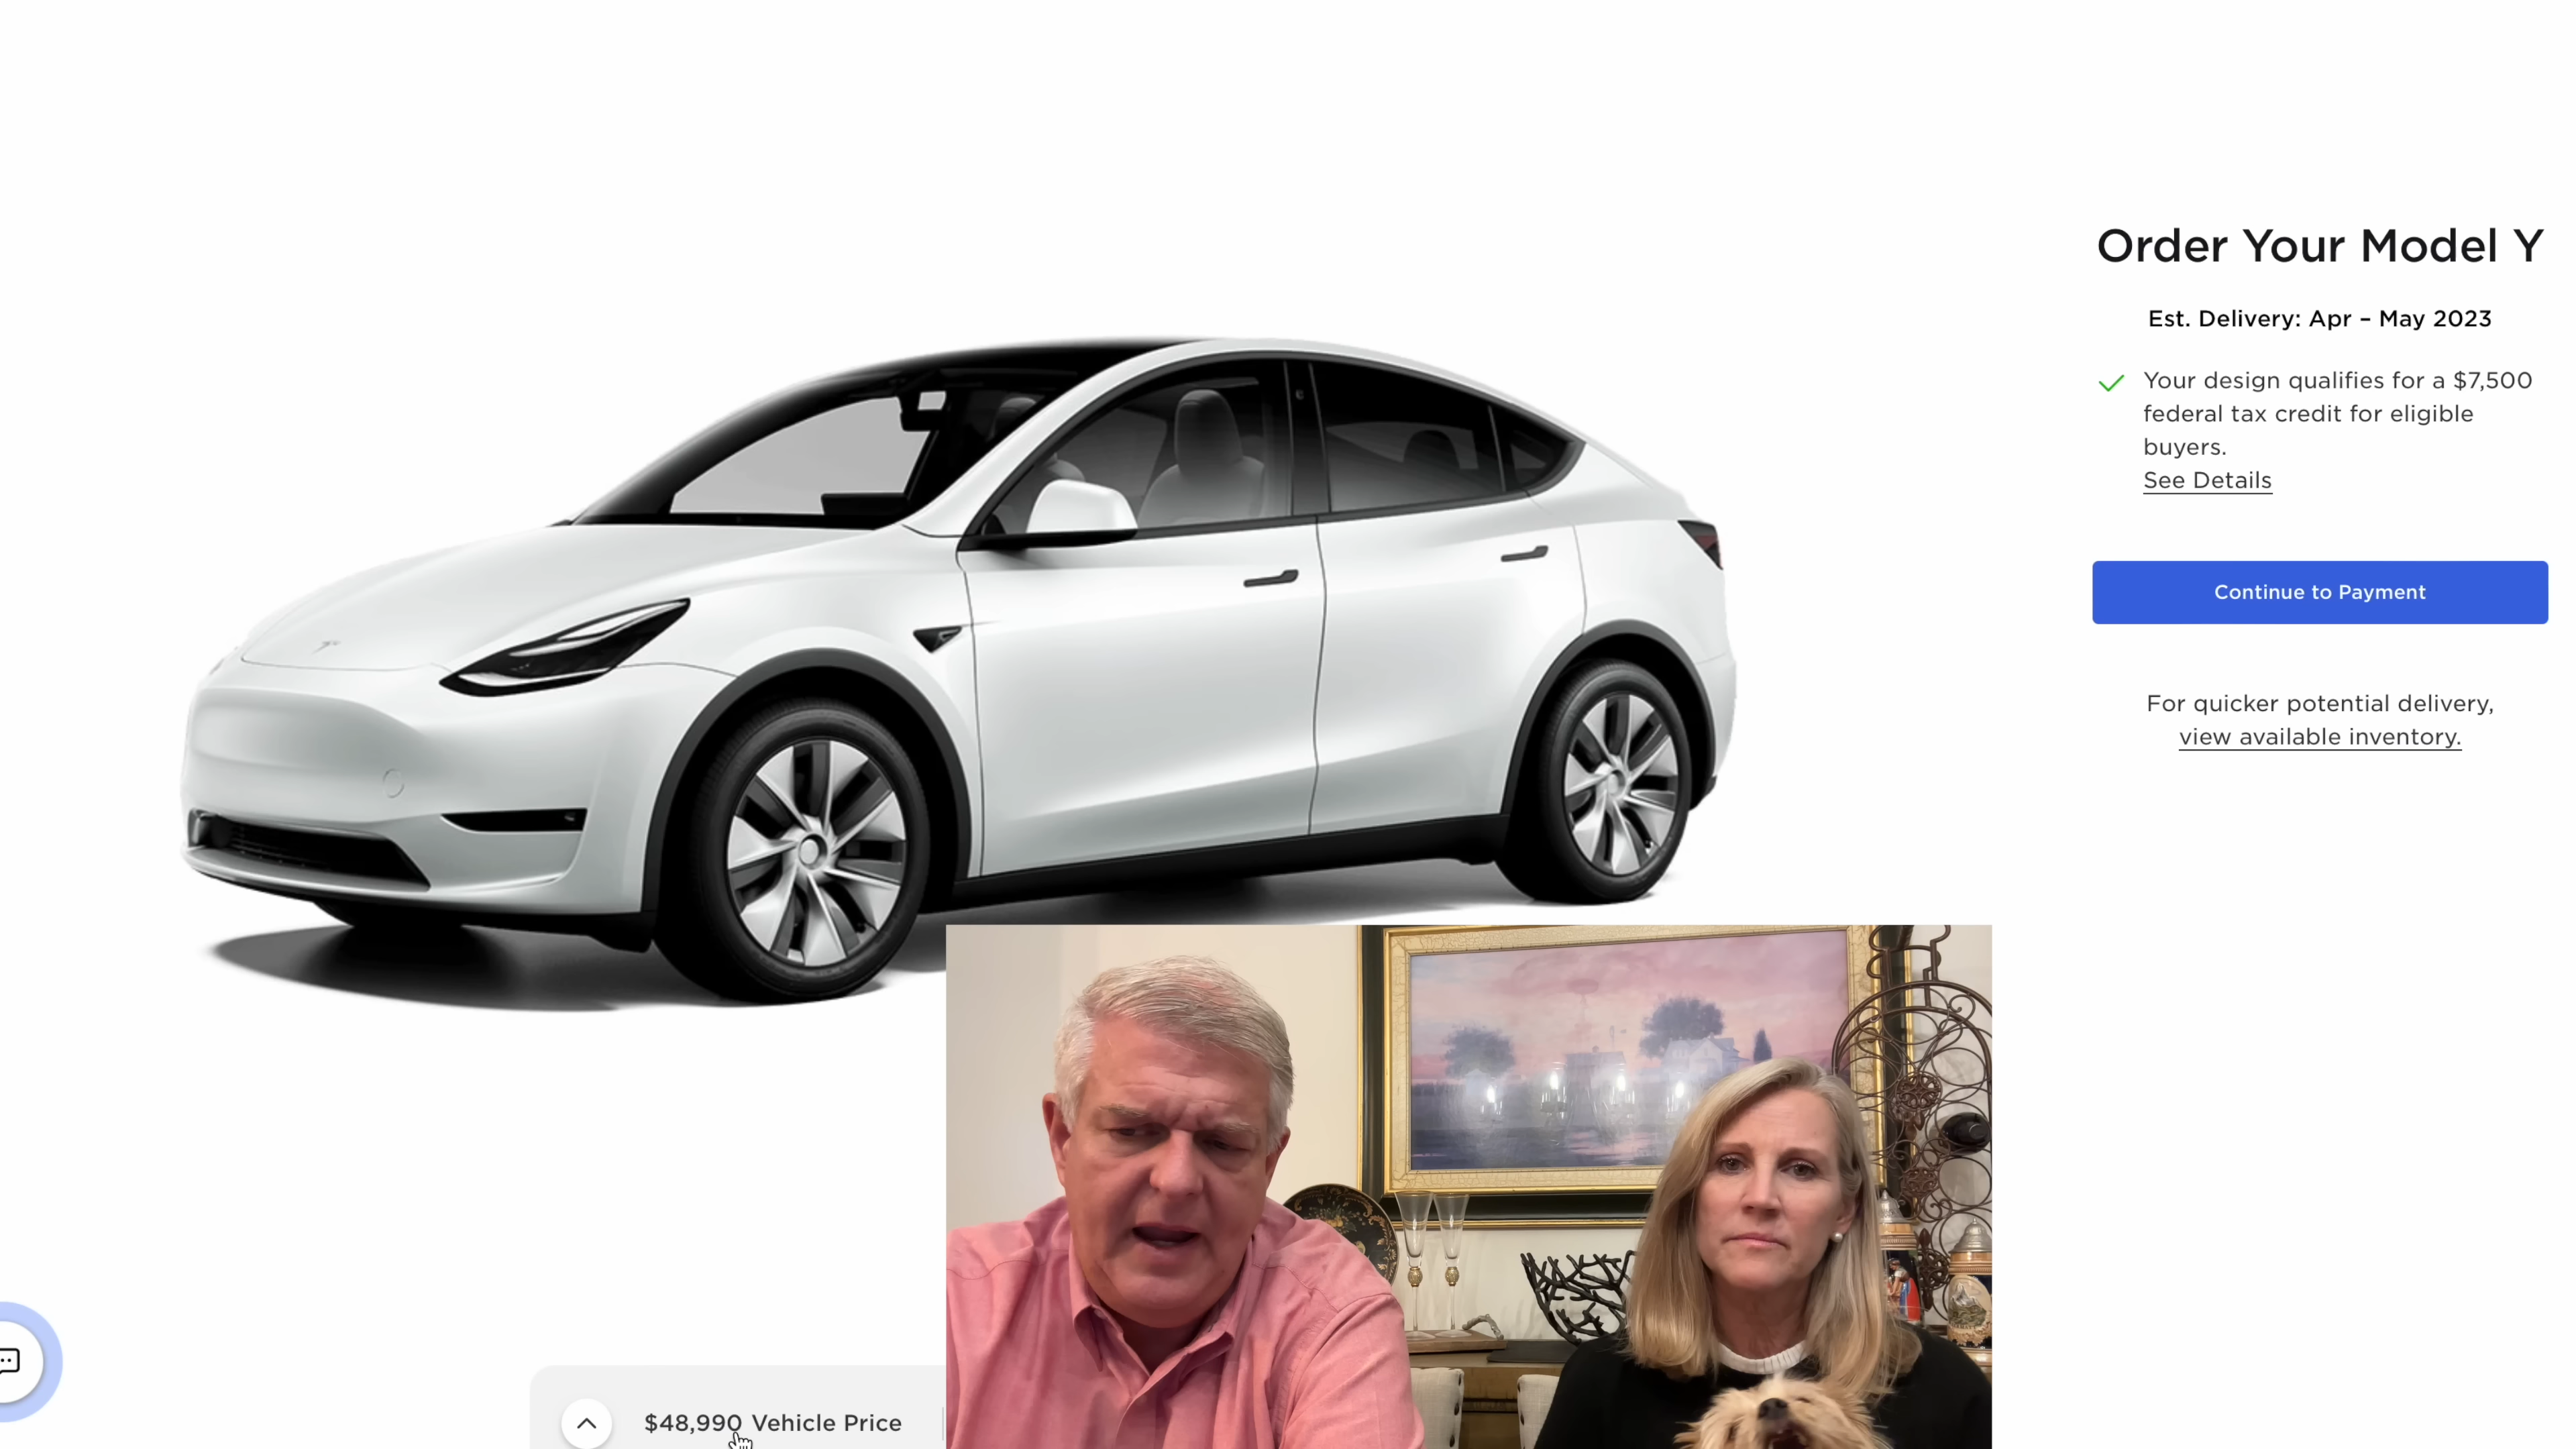 Order Your Model Y
Est. Delivery: Apr – May 2023
Your design qualifies for a $7,500
federal tax credit for eligible
buyers.
See Details
Continue to Payment
For quicker potential delivery,
view available inventory.
$48,990 Vehicle Price